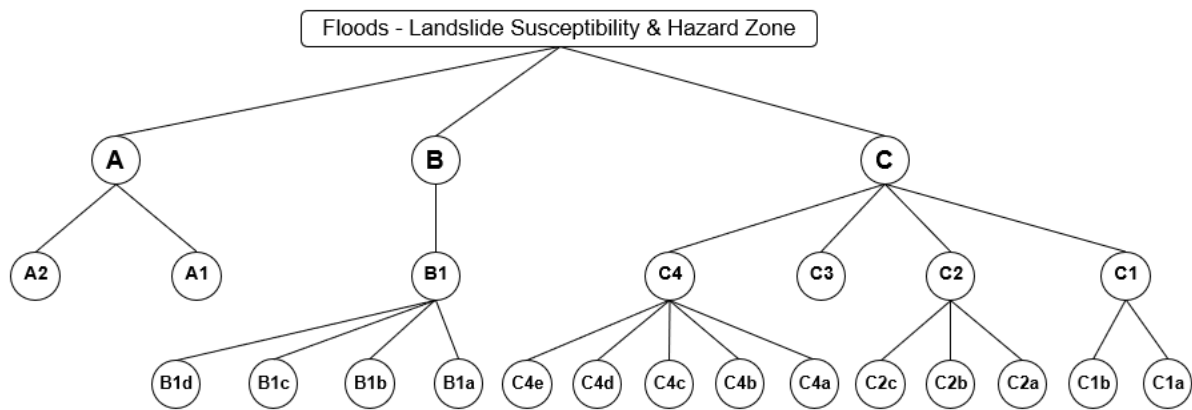 Floods - Landslide Susceptibility & Hazard Zone
A
B
C
A2
A1
B1
C4
C3
C2
C1
B1d
B1c
B1b
B1a
C4e
C4d
C4c
C4b
C4a
C2c
C2b
C2a
C1b
C1a